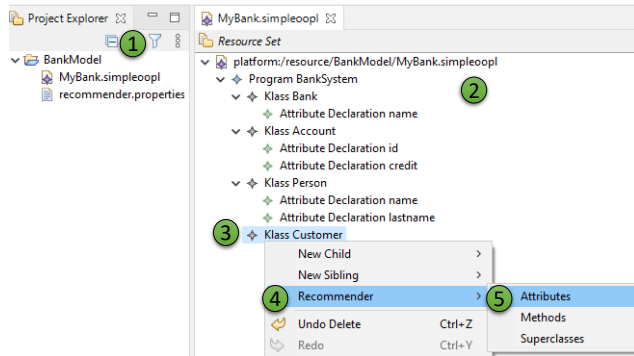 Project Explorer
1
BankModel
MyBank.simpleoopl
recommender.properties
MyBank.simpleoopl
Resource Set
platform:/resource/BankModel/MyBank.simpleoopl
Program BankSystem
2
Klass Bank
Attribute Declaration name
Klass Account
Attribute Declaration id
Attribute Declaration credit
Klass Person
Attribute Declaration name
Attribute Declaration lastname
3 Klass Customer
New Child >
New Sibling >
4 Recommender >
Undo Delete Ctrl+Z
Redo Ctrl+Y
5 Attributes
Methods
Superclasses